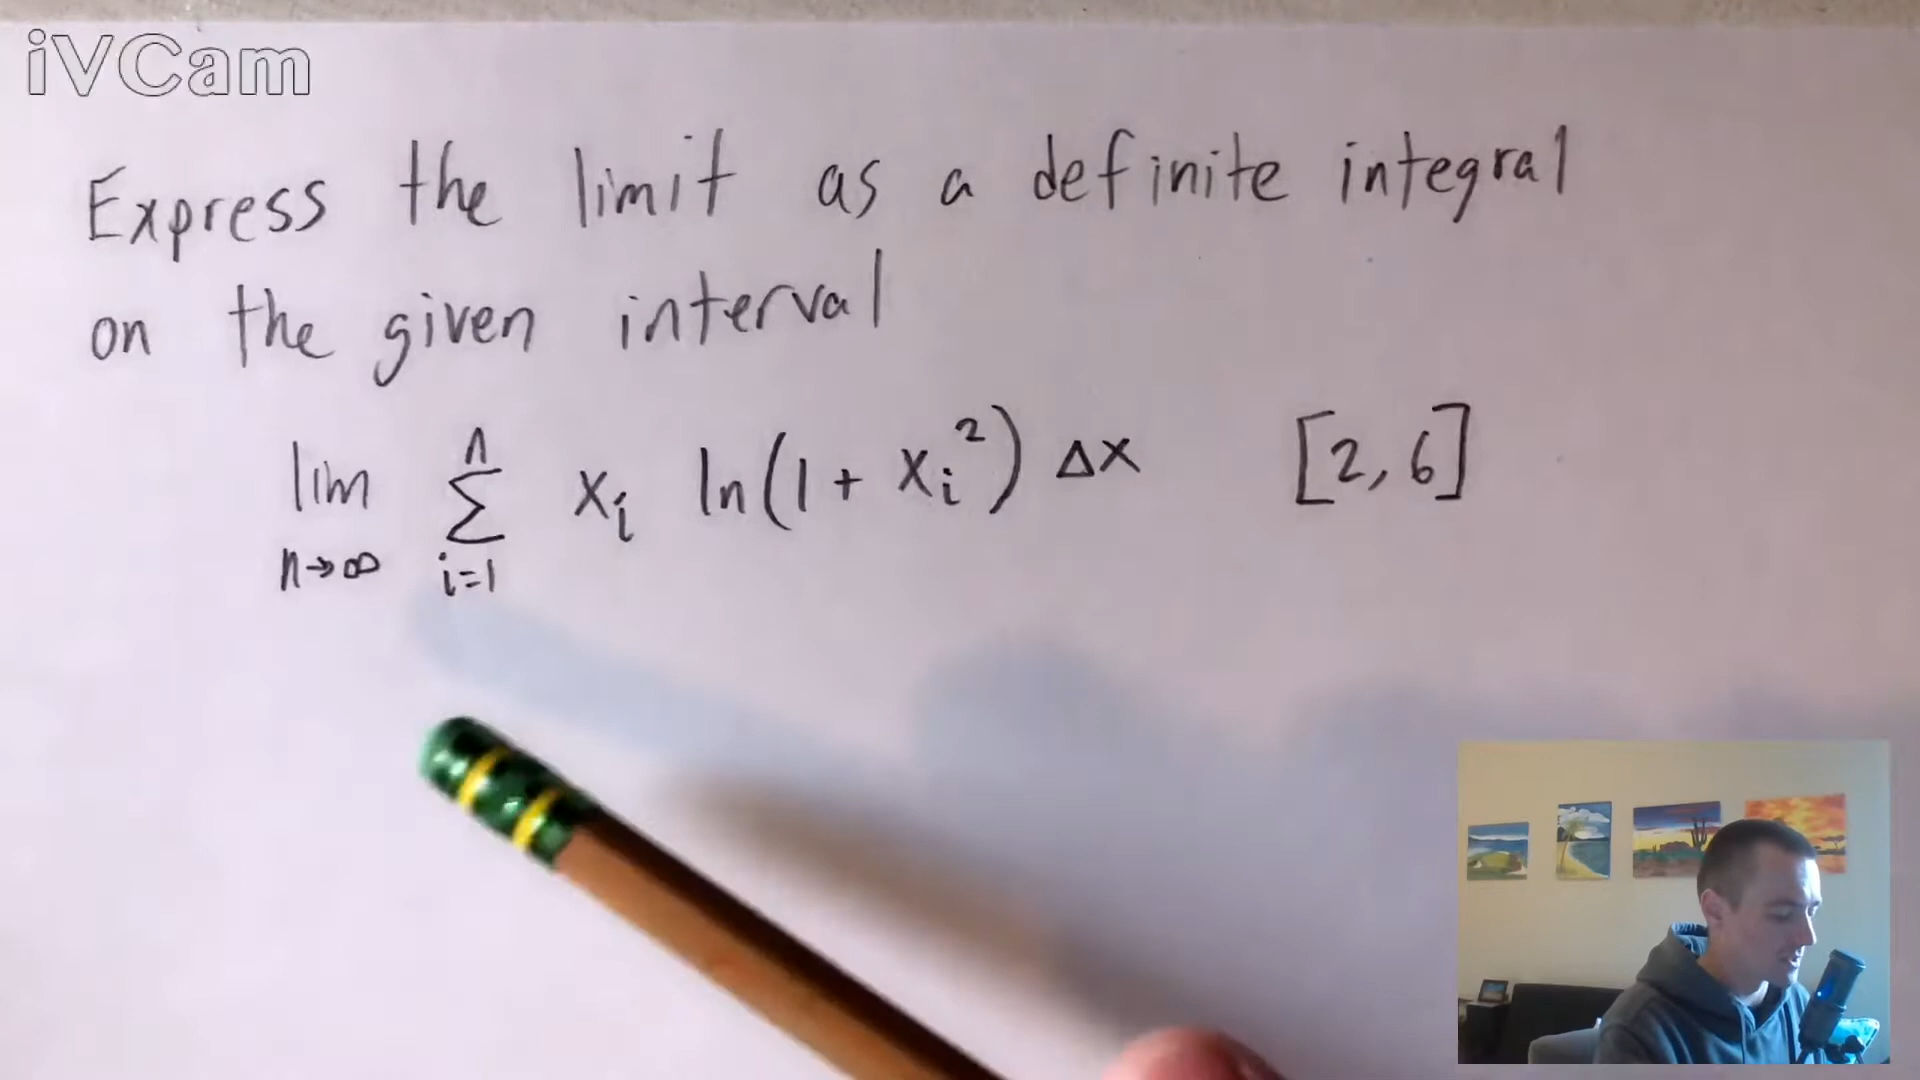 iVCam
Express the limit as a definite integral
on the given interval
lim n→∞ n Σ i=1 xᵢ ln(1 + xᵢ²) Δx [2, 6]